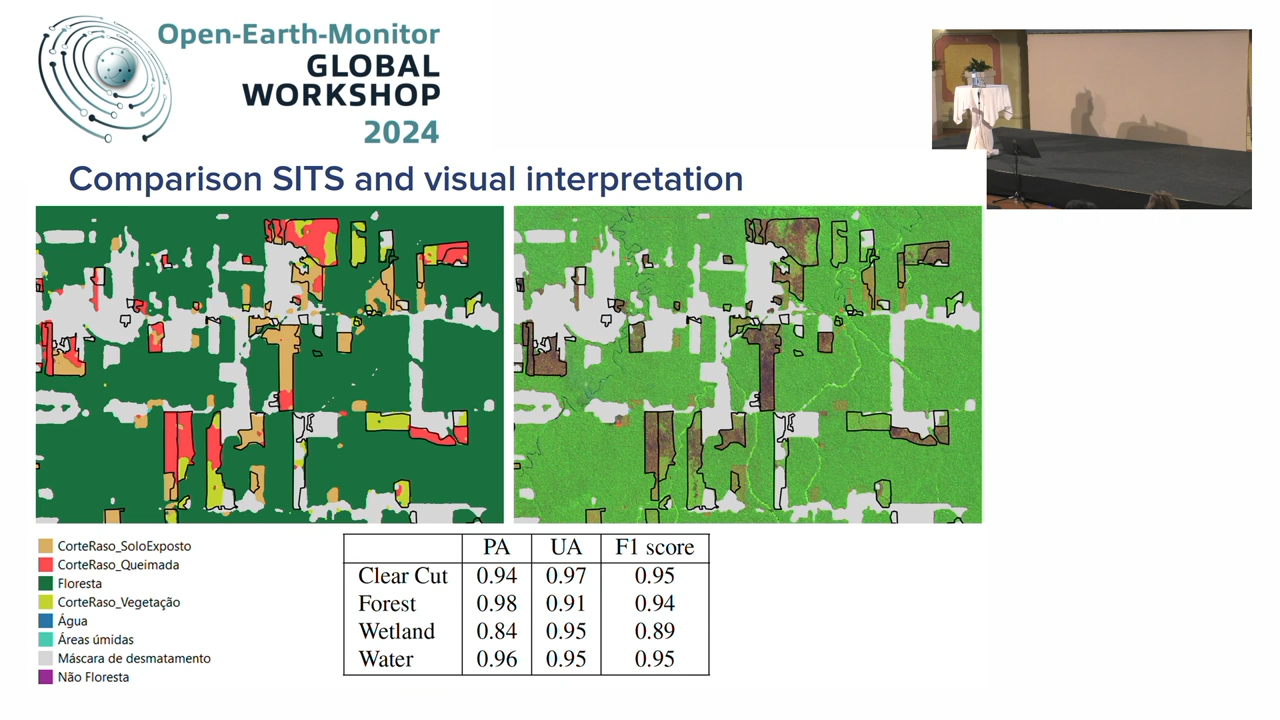 Open-Earth-Monitor
GLOBAL
WORKSHOP
2024
Comparison SITS and visual interpretation
CorteRaso_SoloExposto
CorteRaso_Queimada
Floresta
CorteRaso_Vegetação
Água
Áreas úmidas
Máscara de desmatamento
Não Floresta
PA UA F1 score
Clear Cut 0.94 0.97 0.95
Forest 0.98 0.91 0.94
Wetland 0.84 0.95 0.89
Water 0.96 0.95 0.95